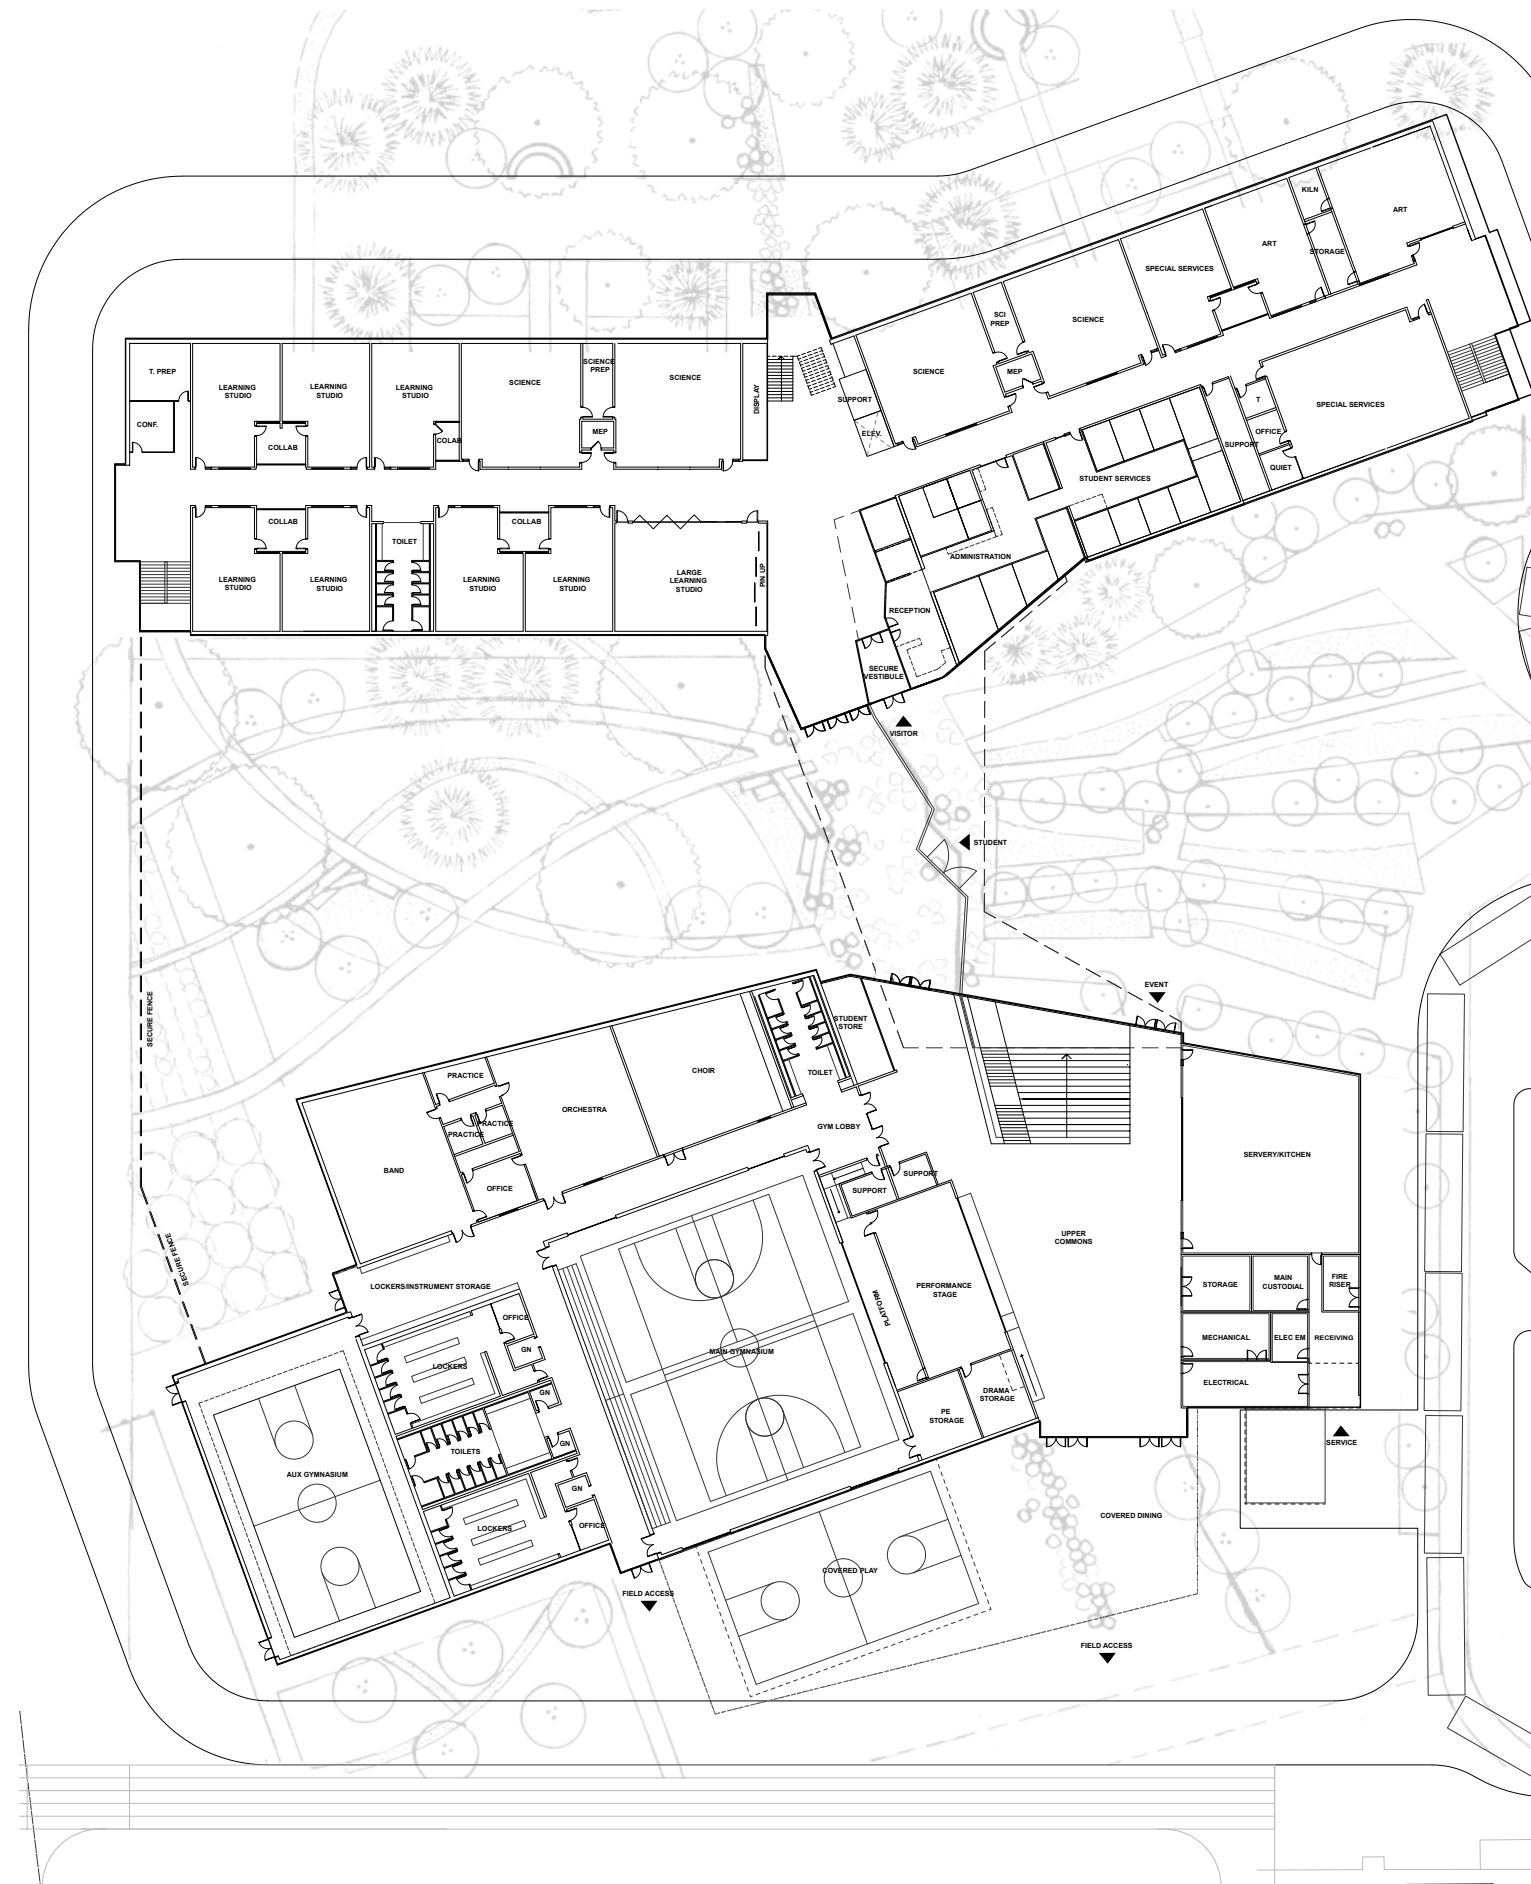 KILN
ART
ART
STORAGE
SPECIAL SERVICES
SCI
PREP
SCIENCE
SCIENCE
MEP
SUPPORT
ELEV.
T
SPECIAL SERVICES
OFFICE
SUPPORT
QUIET
STUDENT SERVICES
ADMINISTRATION
RECEPTION
SECURE
VESTIBULE
VISITOR
T. PREP
CONF.
LEARNING
STUDIO
LEARNING
STUDIO
LEARNING
STUDIO
COLLAB
COLAB
SCIENCE
SCIENCE
PREP
SCIENCE
MEP
DISPLAY
COLLAB
TOILET
COLLAB
LEARNING
STUDIO
LEARNING
STUDIO
LEARNING
STUDIO
LEARNING
STUDIO
LARGE
LEARNING
STUDIO
PIN UP
STUDENT
EVENT
SECURE FENCE
SECURE FENCE
STUDENT
STORE
TOILET
CHOIR
PRACTICE
ORCHESTRA
PRACTICE
PRACTICE
GYM LOBBY
BAND
OFFICE
SUPPORT
SUPPORT
SERVERY/KITCHEN
UPPER
COMMONS
LOCKERS/INSTRUMENT STORAGE
PERFORMANCE
STAGE
PLATFORM
STORAGE
MAIN
CUSTODIAL
FIRE
RISER
OFFICE
GN
LOCKERS
MAIN GYMNASIUM
MECHANICAL
ELEC EM
RECEIVING
ELECTRICAL
GN
DRAMA
STORAGE
PE
STORAGE
TOILETS
GN
SERVICE
AUX GYMNASIUM
GN
LOCKERS
OFFICE
COVERED DINING
COVERED PLAY
FIELD ACCESS
FIELD ACCESS